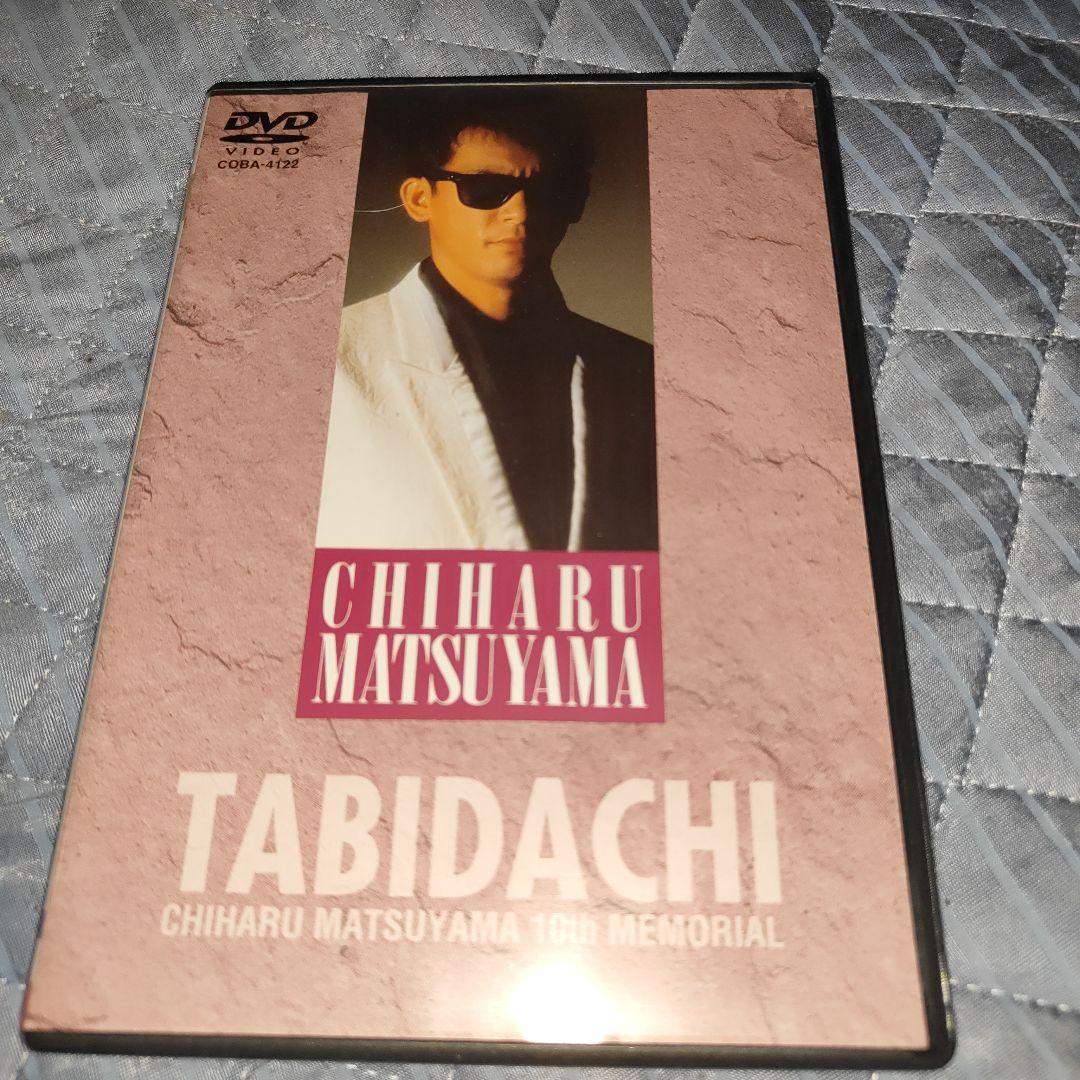 DVD
VIDEO
COBA-4122
CHIHARU
MATSUYAMA
TABIDACHI
CHIHARU MATSUYAMA 10th MEMORIAL